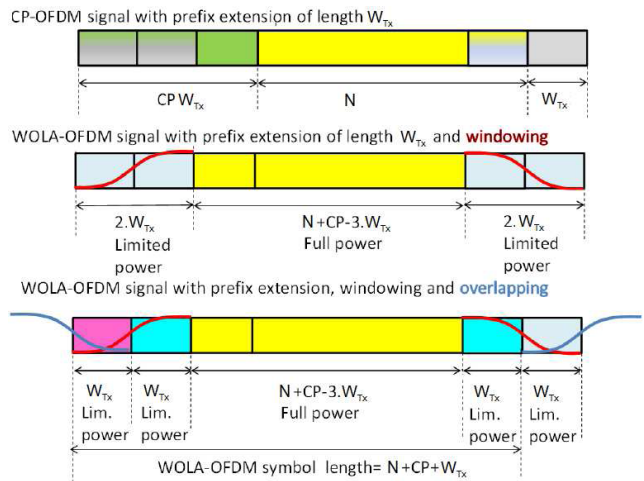 CP-OFDM signal with prefix extension of length W_Tx
CP W_Tx N W_Tx
WOLA-OFDM signal with prefix extension of length W_Tx and windowing
2.W_Tx N+CP-3.W_Tx 2.W_Tx
Limited Full power Limited
power power
WOLA-OFDM signal with prefix extension, windowing and overlapping
W_Tx W_Tx N+CP-3.W_Tx W_Tx W_Tx
Lim. Lim. Full power Lim. Lim.
power power power power
WOLA-OFDM symbol length= N+CP+W_Tx